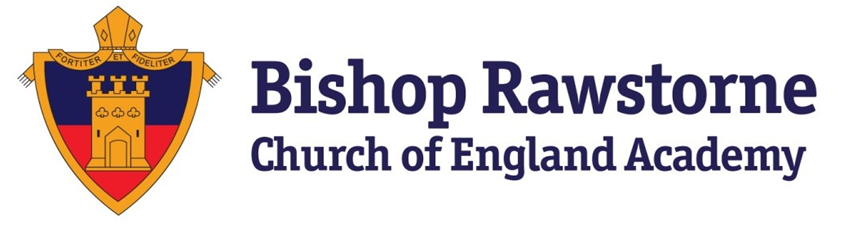 FORTITER ET FIDELITER
Bishop Rawstorne
Church of England Academy